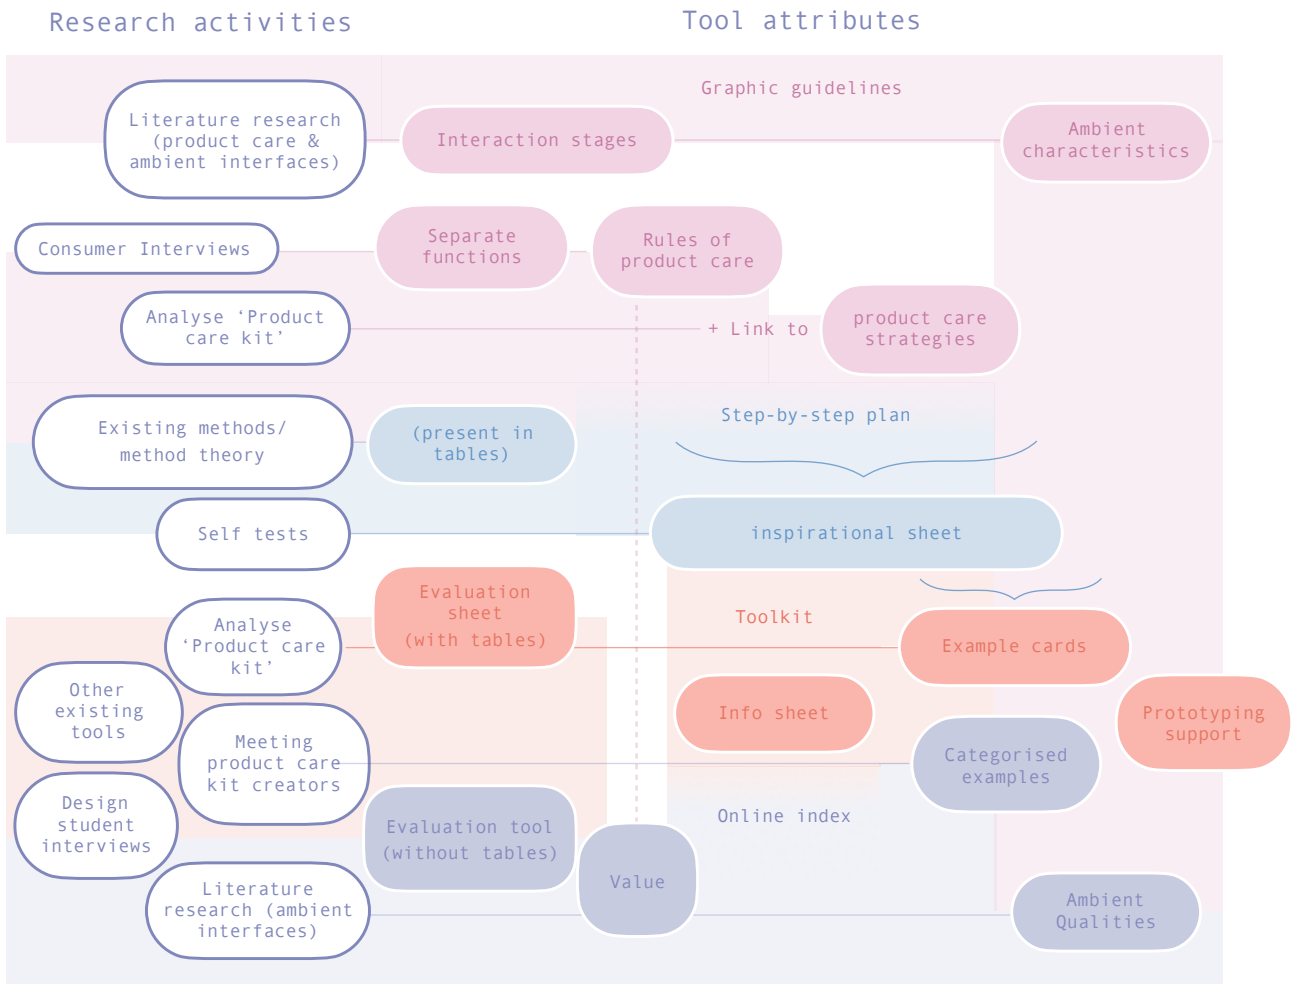 Research activities
Tool attributes
Graphic guidelines
Literature research
(product care &
ambient interfaces)
Interaction stages
Ambient
characteristics
Consumer Interviews
Separate
functions
Rules of
product care
Analyse ‘Product
care kit’
+ Link to
product care
strategies
Existing methods/
method theory
(present in
tables)
Step-by-step plan
Self tests
inspirational sheet
Evaluation
sheet
(with tables)
Toolkit
Analyse
‘Product care
kit’
Example cards
Other
existing
tools
Info sheet
Prototyping
support
Meeting
product care
kit creators
Categorised
examples
Design
student
interviews
Evaluation tool
(without tables)
Online index
Value
Literature
research (ambient
interfaces)
Ambient
Qualities